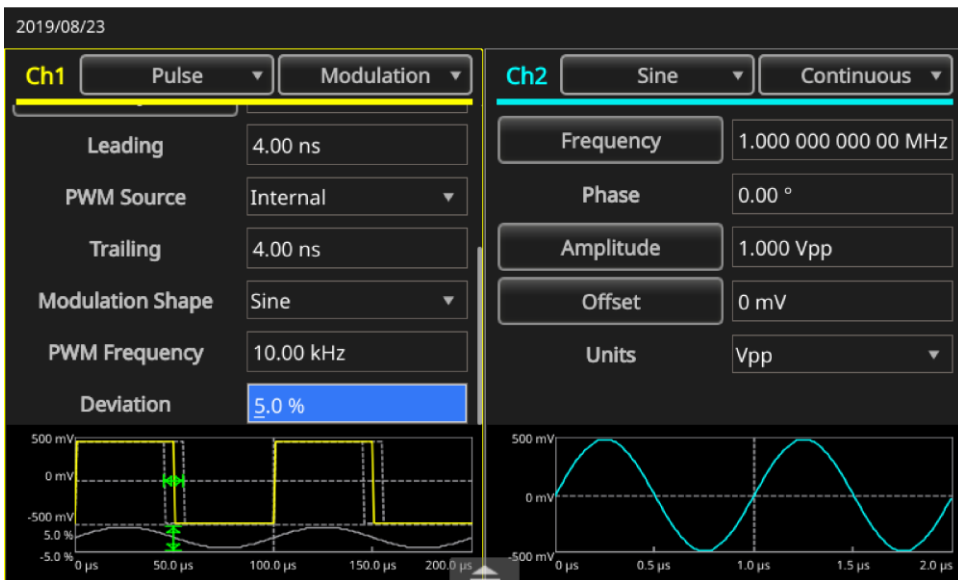 2019/08/23
Ch1 Pulse Modulation
Leading 4.00 ns
PWM Source Internal
Trailing 4.00 ns
Modulation Shape Sine
PWM Frequency 10.00 kHz
Deviation 5.0 %
500 mV
0 mV
-500 mV
5.0 %
-5.0 %
0 µs 50.0 µs 100.0 µs 150.0 µs 200.0 µs
Ch2 Sine Continuous
Frequency 1.000 000 000 00 MHz
Phase 0.00 °
Amplitude 1.000 Vpp
Offset 0 mV
Units Vpp
500 mV
0 mV
-500 mV
0 µs 0.5 µs 1.0 µs 1.5 µs 2.0 µs